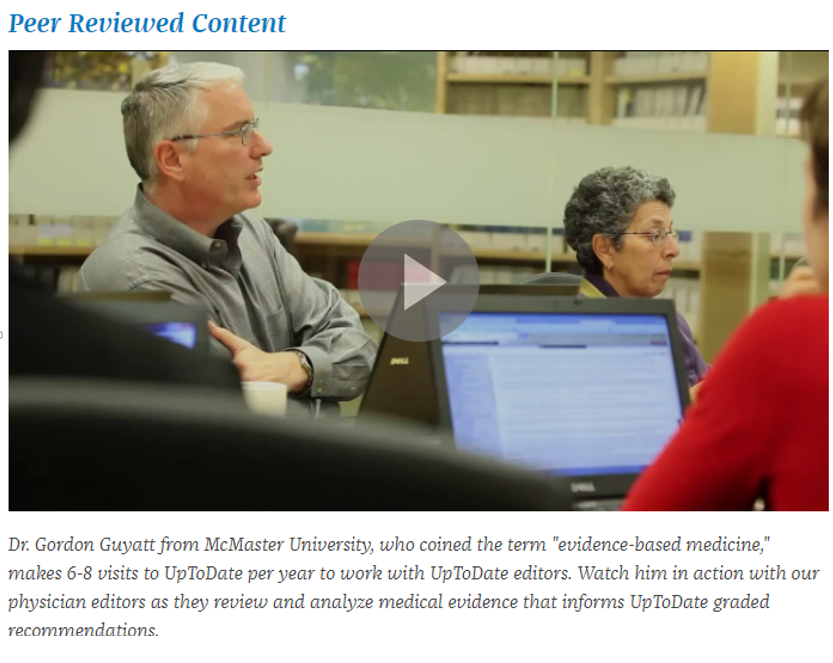 Peer Reviewed Content
DELL
DELL
Dr. Gordon Guyatt from McMaster University, who coined the term "evidence-based medicine,"
makes 6-8 visits to UpToDate per year to work with UpToDate editors. Watch him in action with our
physician editors as they review and analyze medical evidence that informs UpToDate graded
recommendations.